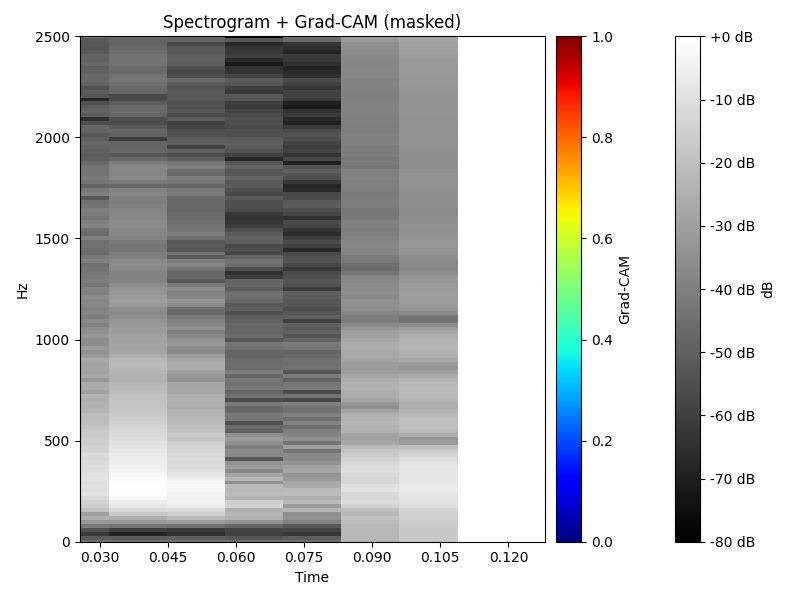 Spectrogram + Grad-CAM (masked)
2500
2000
1500
1000
500
0
Hz
0.030 0.045 0.060 0.075 0.090 0.105 0.120
Time
1.0
0.8
0.6
0.4
0.2
0.0
Grad-CAM
+0 dB
-10 dB
-20 dB
-30 dB
-40 dB
-50 dB
-60 dB
-70 dB
-80 dB
dB